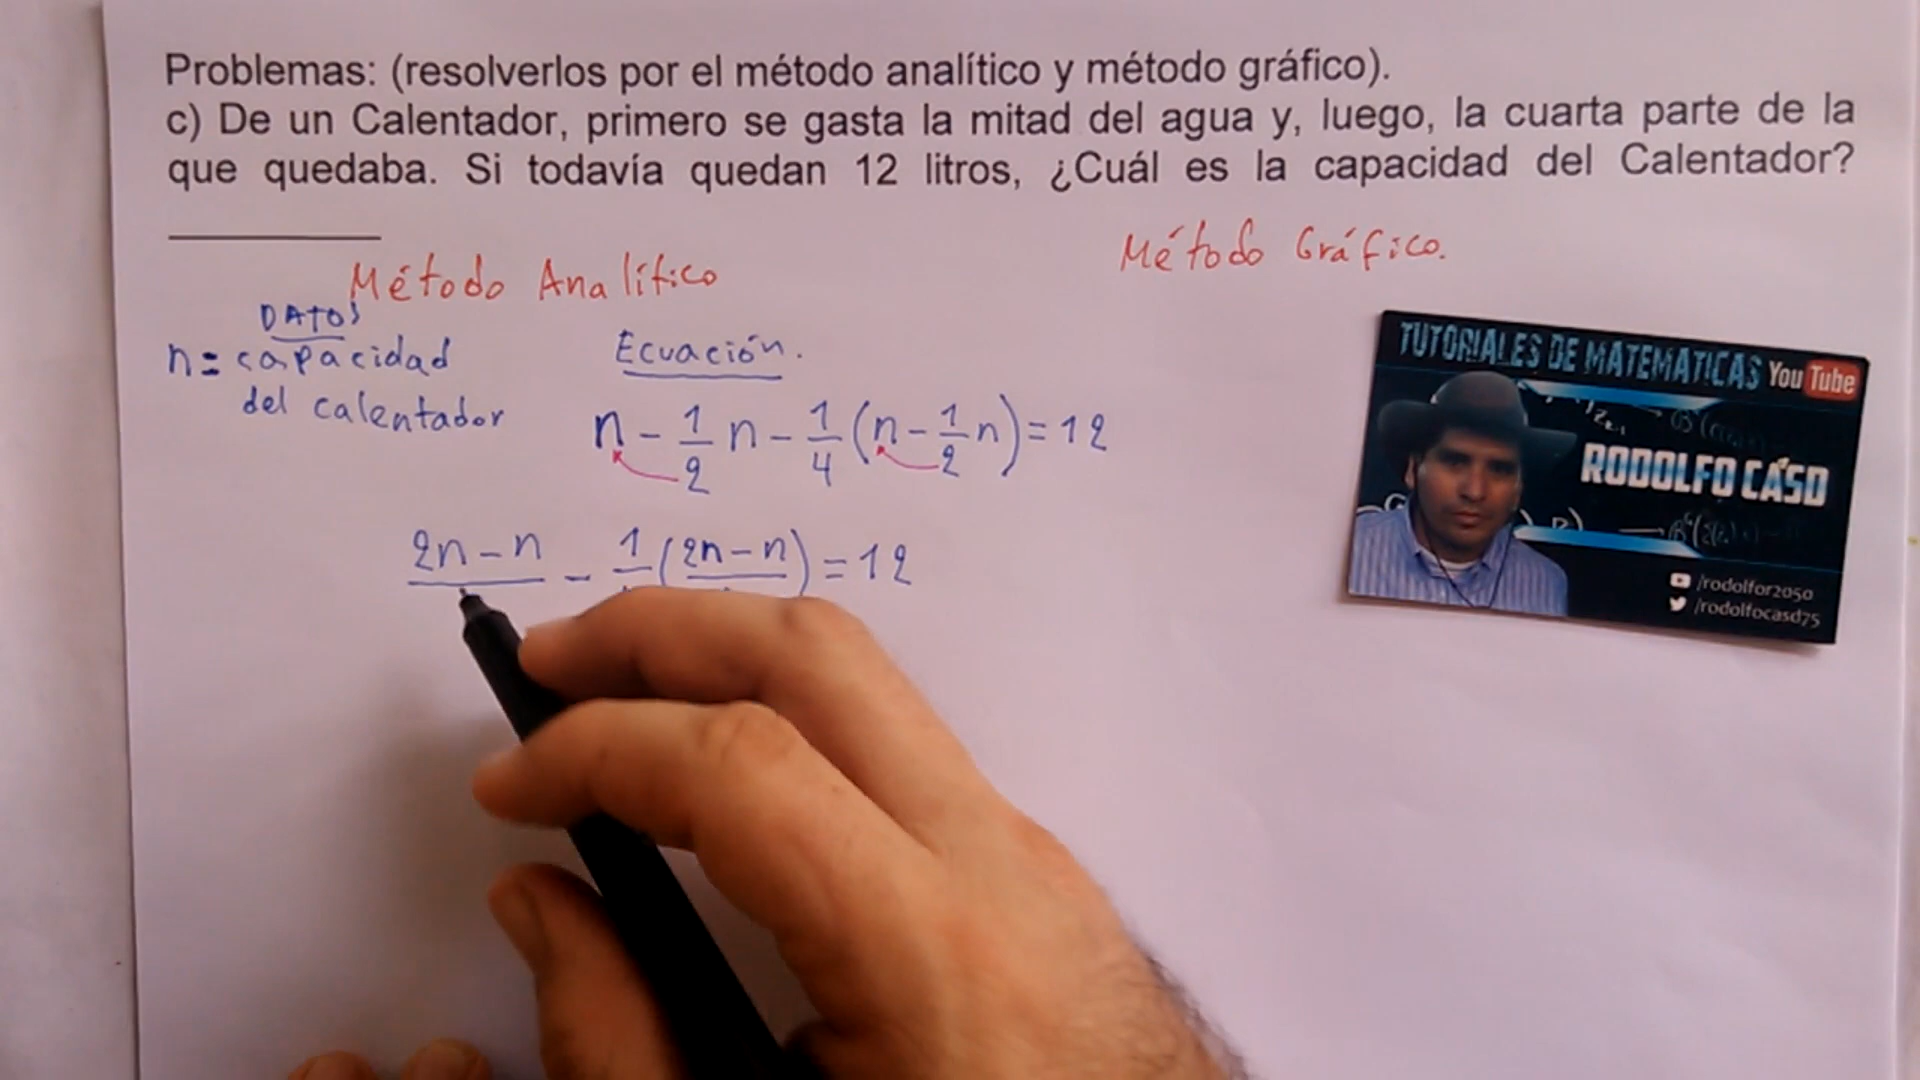 Problemas: (resolverlos por el método analítico y método gráfico).
c) De un Calentador, primero se gasta la mitad del agua y, luego, la cuarta parte de la
que quedaba. Si todavía quedan 12 litros, ¿Cuál es la capacidad del Calentador?
Método Analítico
Método Gráfico.
DATOS
n = capacidad
del calentador
Ecuación.
n - 1/2 n - 1/4 (n - 1/2 n) = 12
2n - n - 1 (2n - n) = 12
TUTORIALES DE MATEMATICAS YouTube
RODOLFO CASD
/rodolfor2050
/rodolfocasd75